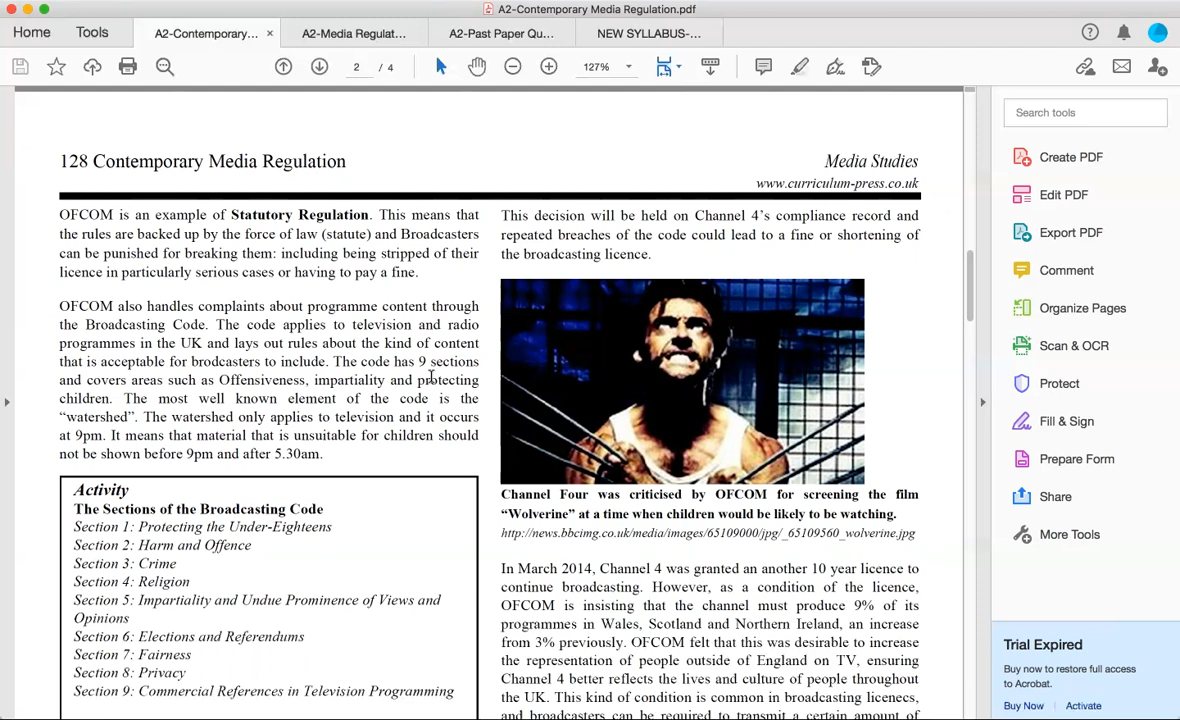 A2-Contemporary Media Regulation.pdf
Home
Tools
A2-Contemporary...
×
A2-Media Regulat...
A2-Past Paper Qu...
NEW SYLLABUS-...
2 / 4
127%
128 Contemporary Media Regulation
Media Studies
www.curriculum-press.co.uk
OFCOM is an example of Statutory Regulation. This means that
the rules are backed up by the force of law (statute) and Broadcasters
can be punished for breaking them: including being stripped of their
licence in particularly serious cases or having to pay a fine.
OFCOM also handles complaints about programme content through
the Broadcasting Code. The code applies to television and radio
programmes in the UK and lays out rules about the kind of content
that is acceptable for brodcasters to include. The code has 9 sections
and covers areas such as Offensiveness, impartiality and protecting
children. The most well known element of the code is the
“watershed”. The watershed only applies to television and it occurs
at 9pm. It means that material that is unsuitable for children should
not be shown before 9pm and after 5.30am.
Activity
The Sections of the Broadcasting Code
Section 1: Protecting the Under-Eighteens
Section 2: Harm and Offence
Section 3: Crime
Section 4: Religion
Section 5: Impartiality and Undue Prominence of Views and
Opinions
Section 6: Elections and Referendums
Section 7: Fairness
Section 8: Privacy
Section 9: Commercial References in Television Programming
This decision will be held on Channel 4’s compliance record and
repeated breaches of the code could lead to a fine or shortening of
the broadcasting licence.
Channel Four was criticised by OFCOM for screening the film
“Wolverine” at a time when children would be likely to be watching.
http://news.bbcimg.co.uk/media/images/65109000/jpg/_65109560_wolverine.jpg
In March 2014, Channel 4 was granted an another 10 year licence to
continue broadcasting. However, as a condition of the licence,
OFCOM is insisting that the channel must produce 9% of its
programmes in Wales, Scotland and Northern Ireland, an increase
from 3% previously. OFCOM felt that this was desirable to increase
the representation of people outside of England on TV, ensuring
Channel 4 better reflects the lives and culture of people throughout
the UK. This kind of condition is common in broadcasting licenecs,
and broadcasters can be required to transmit a certain amount of
Search tools
Create PDF
Edit PDF
Export PDF
Comment
Organize Pages
Scan & OCR
Protect
Fill & Sign
Prepare Form
Share
More Tools
Trial Expired
Buy now to restore full access
to Acrobat.
Buy Now
Activate